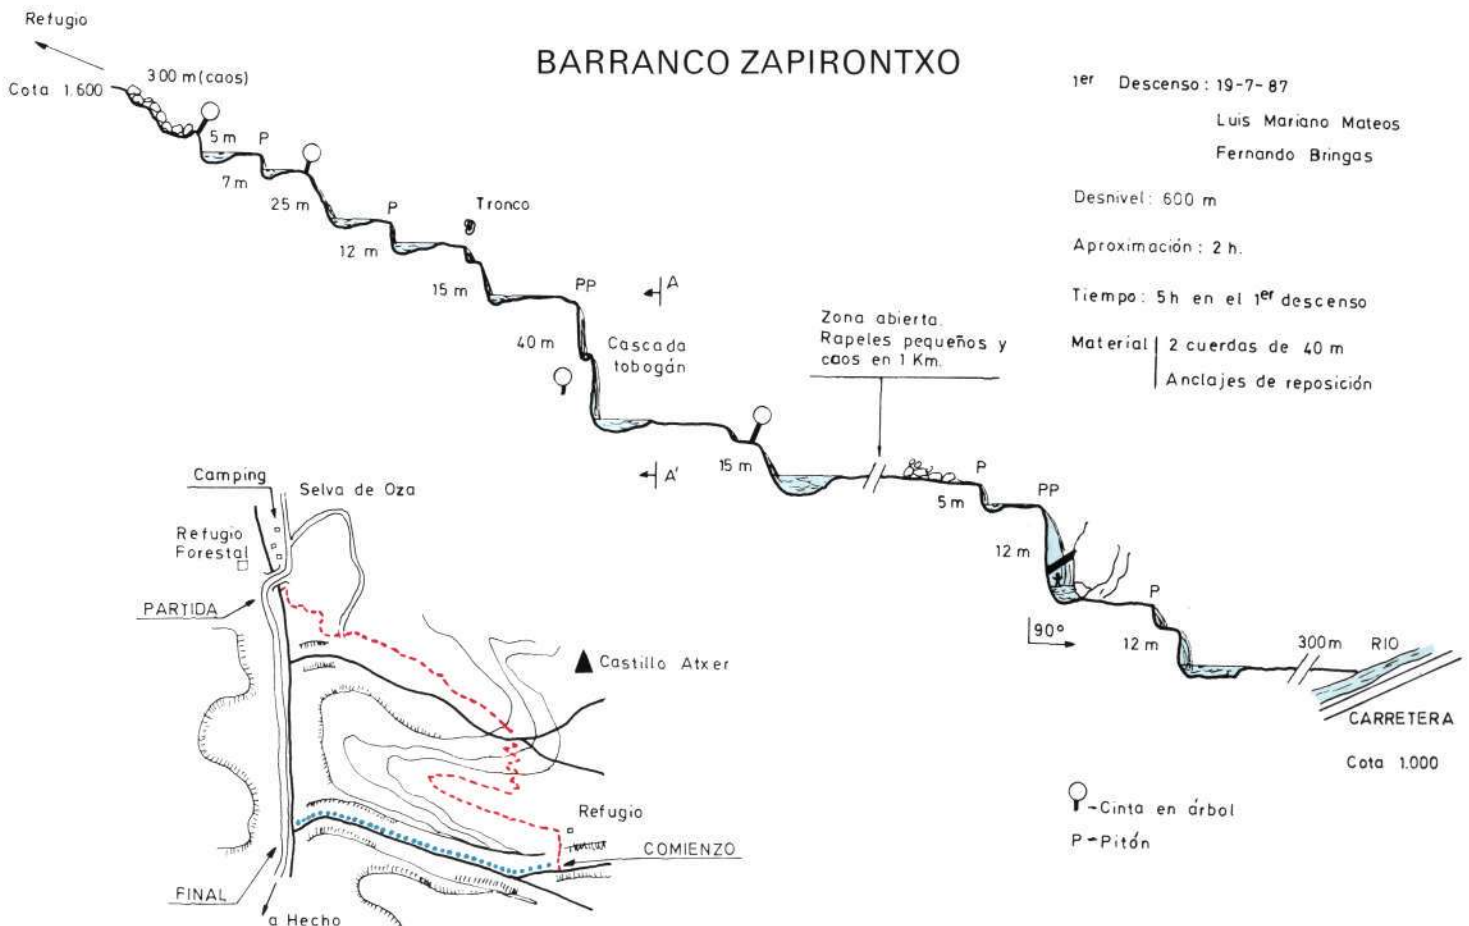 BARRANCO ZAPIRONTXO
Refugio
Cota 1.600
300 m (caos)
5 m
P
7 m
25 m
P
12 m
Tronco
15 m
PP
A
40 m
Cascada
tobogán
A'
15 m
Zona abierta.
Rapeles pequeños y
caos en 1 Km.
P
5 m
PP
12 m
90º
P
12 m
300 m
RIO
CARRETERA
Cota 1.000
1er Descenso: 19-7-87
Luis Mariano Mateos
Fernando Bringas
Desnivel: 600 m
Aproximación: 2 h.
Tiempo: 5h en el 1er descenso
Material 2 cuerdas de 40 m
Anclajes de reposición
-Cinta en árbol
P-Pitón
Camping
Selva de Oza
Refugio
Forestal
PARTIDA
Castillo Atxer
Refugio
COMIENZO
FINAL
a Hecho